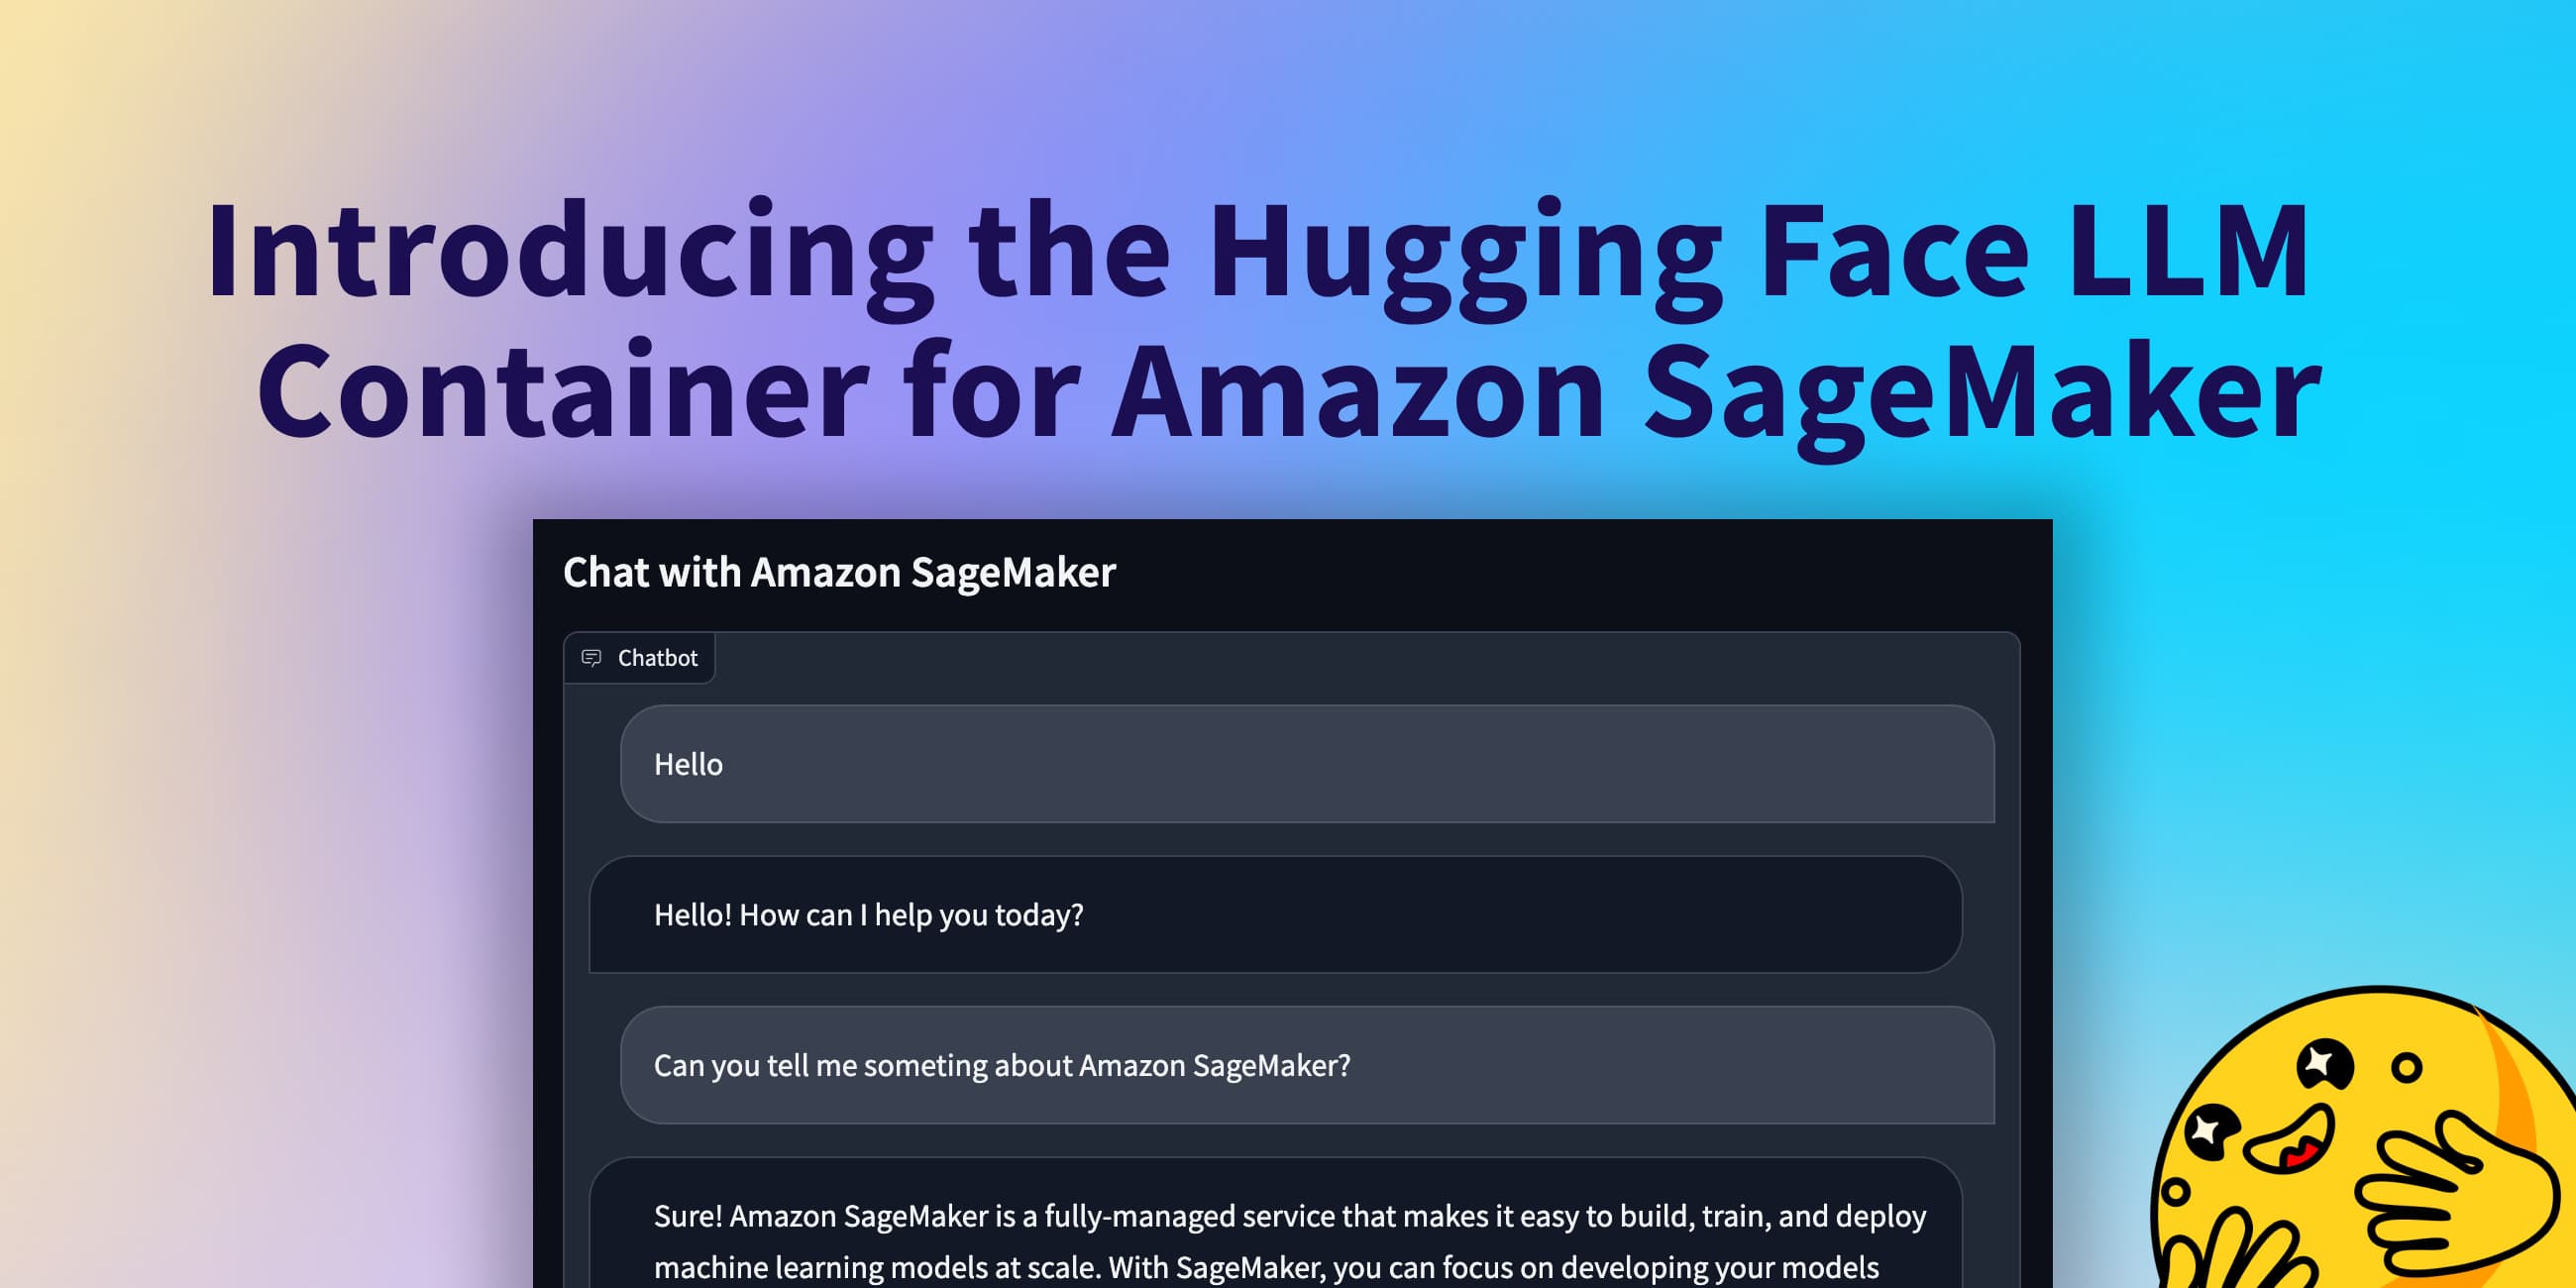 Introducing the Hugging Face LLM
Container for Amazon SageMaker
Chat with Amazon SageMaker
Chatbot
Hello
Hello! How can I help you today?
Can you tell me someting about Amazon SageMaker?
Sure! Amazon SageMaker is a fully-managed service that makes it easy to build, train, and deploy
machine learning models at scale. With SageMaker, you can focus on developing your models